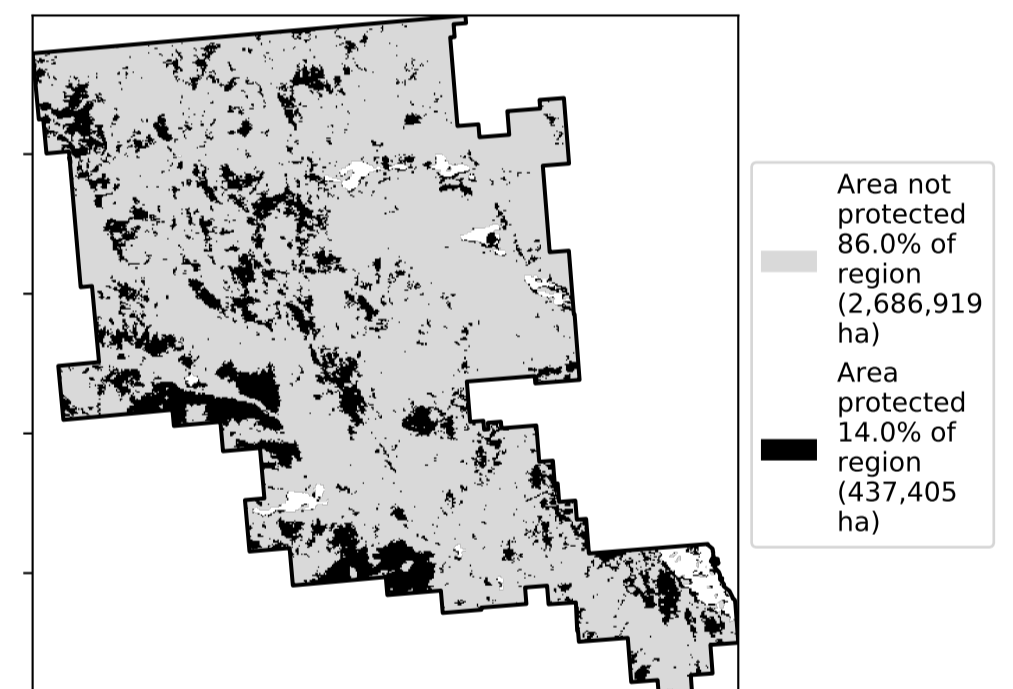 Area not
protected
86.0% of
region
(2,686,919
ha)
Area
protected
14.0% of
region
(437,405
ha)